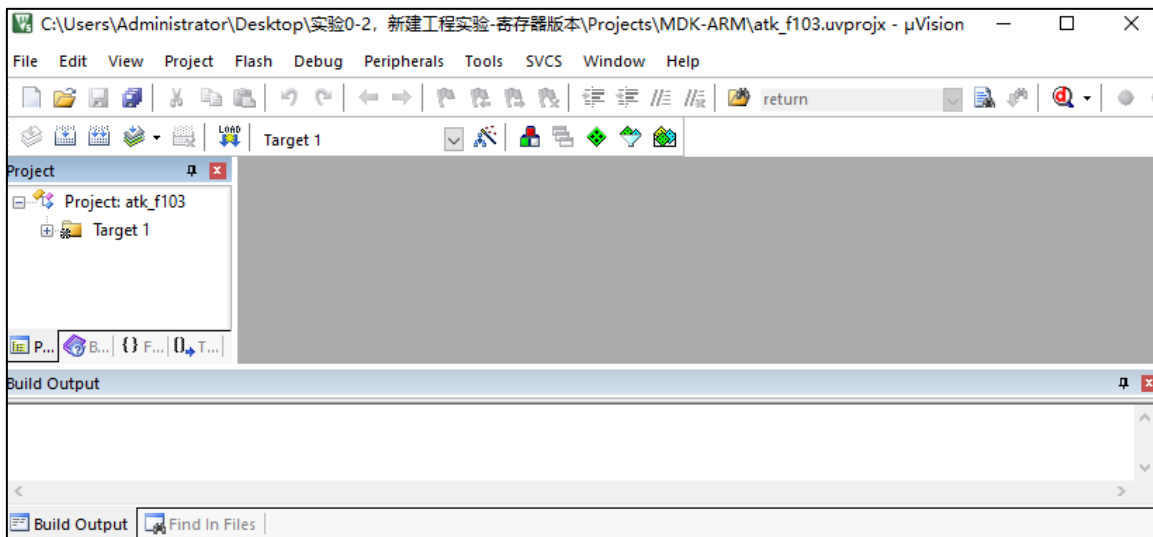 C:\Users\Administrator\Desktop\实验0-2，新建工程实验-寄存器版本\Projects\MDK-ARM\atk_f103.uvprojx - µVision
File Edit View Project Flash Debug Peripherals Tools SVCS Window Help
return
LOAD Target 1
Project
Project: atk_f103
Target 1
P... B... {} F... 0 T...
Build Output
Build Output Find In Files